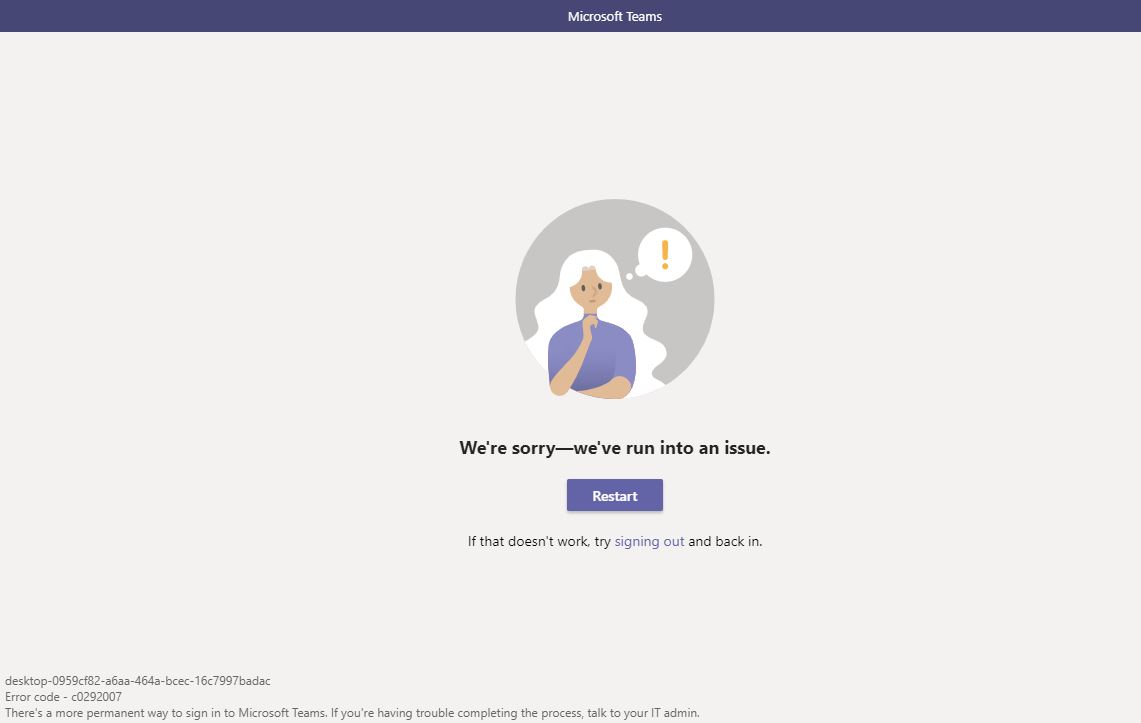 Microsoft Teams
!
We're sorry—we've run into an issue.
Restart
If that doesn't work, try signing out and back in.
desktop-0959cf82-a6aa-464a-bcec-16c7997badac
Error code - c0292007
There's a more permanent way to sign in to Microsoft Teams. If you're having trouble completing the process, talk to your IT admin.